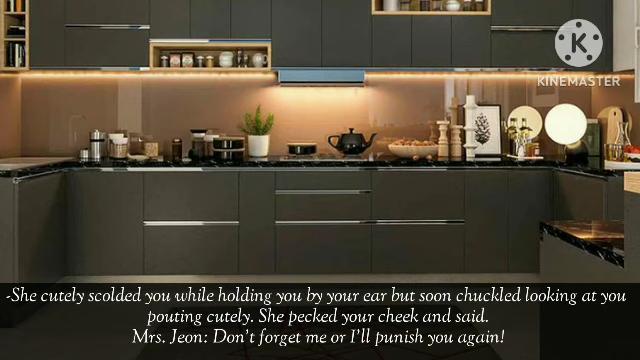 K
KINEMASTER
-She cutely scolded you while holding you by your ear but soon chuckled looking at you
pouting cutely. She pecked your cheek and said.
Mrs. Jeon: Don't forget me or I'll punish you again!